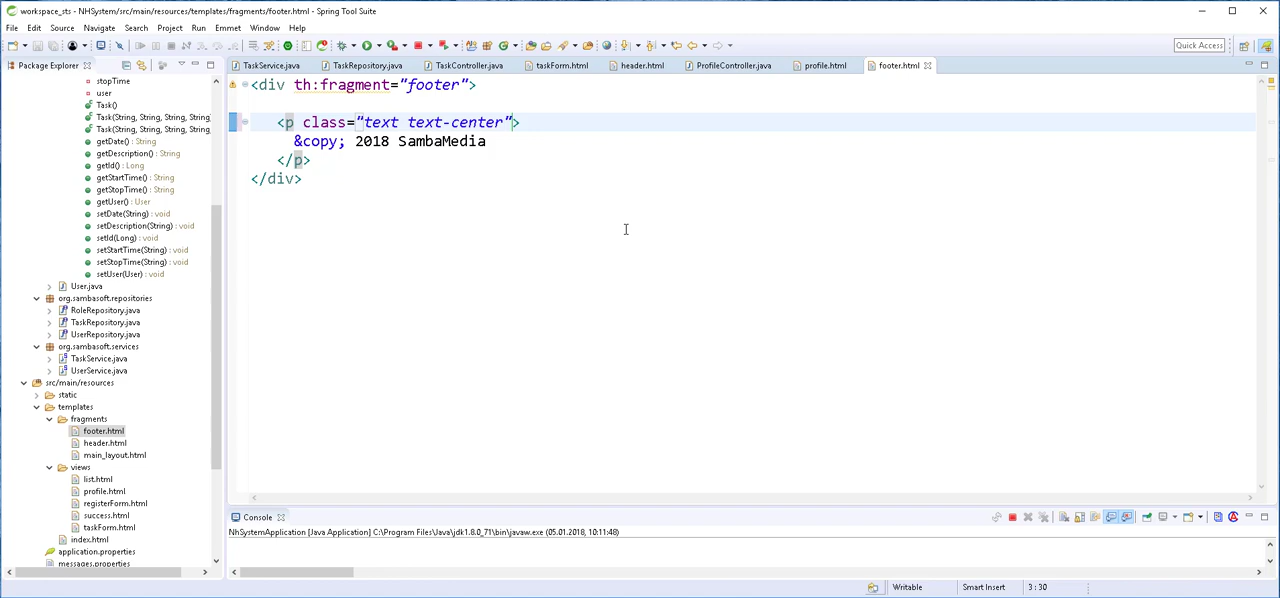 workspace_sts - NHSystem/src/main/resources/templates/fragments/footer.html - Spring Tool Suite
File Edit Source Navigate Search Project Run Emmet Window Help
Quick Access
Package Explorer
TaskService.java TaskRepository.java TaskController.java taskForm.html header.html ProfileController.java profile.html footer.html
stopTime
user
Task()
Task(String, String, String, String)
Task(String, String, String, String)
getDate() : String
getDescription() : String
getId() : Long
getStartTime() : String
getStopTime() : String
getUser() : User
setDate(String) : void
setDescription(String) : void
setId(Long) : void
setStartTime(String) : void
setStopTime(String) : void
setUser(User) : void
User.java
org.sambasoft.repositories
RoleRepository.java
TaskRepository.java
UserRepository.java
org.sambasoft.services
TaskService.java
UserService.java
src/main/resources
static
templates
fragments
footer.html
header.html
main_layout.html
views
list.html
profile.html
registerForm.html
success.html
taskForm.html
index.html
application.properties
messages.properties
<div th:fragment="footer">
<p class="text text-center">
&copy; 2018 SambaMedia
</p>
</div>
Console
NhSystemApplication [Java Application] C:\Program Files\Java\jdk1.8.0_71\bin\javaw.exe (05.01.2018, 10:11:48)
Writable Smart Insert 3 : 30